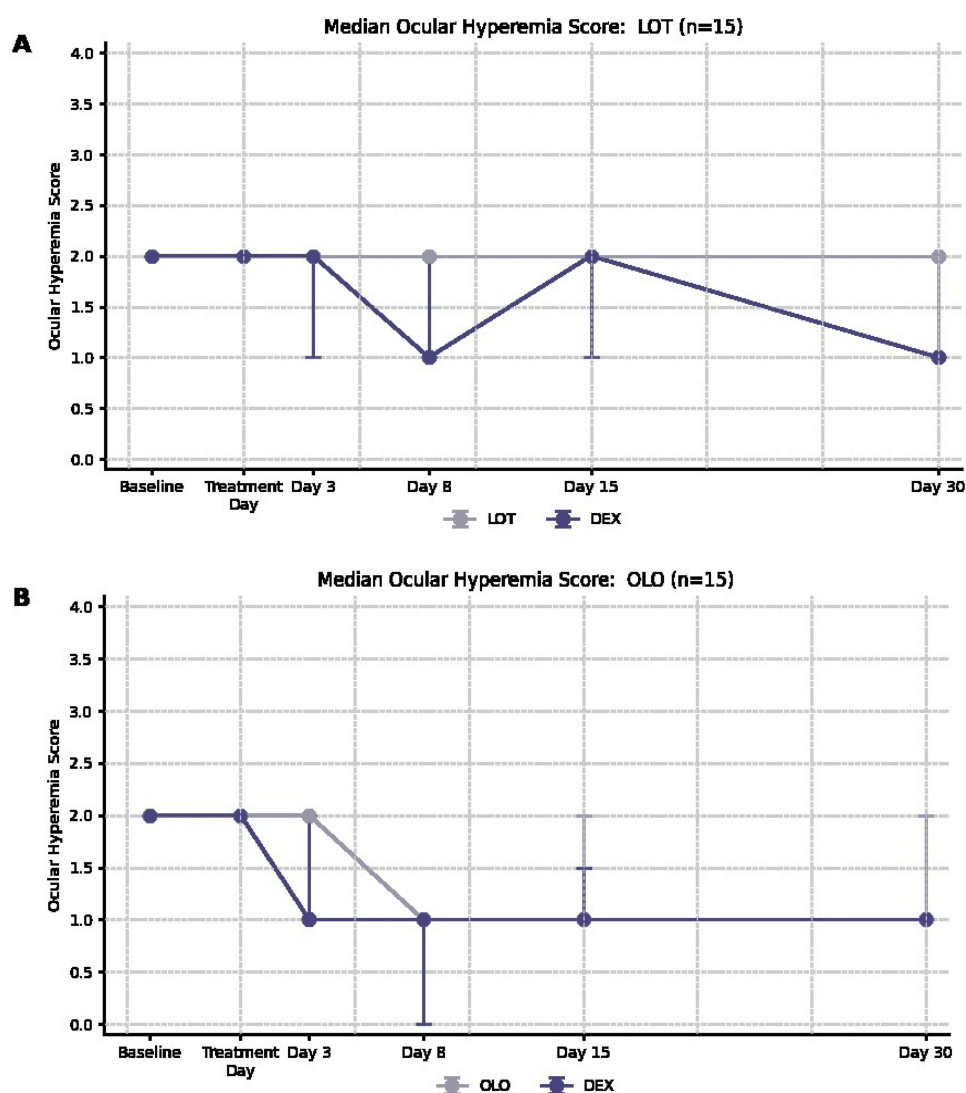 A
Median Ocular Hyperemia Score: LOT (n=15)
Ocular Hyperemia Score
4.0
3.5
3.0
2.5
2.0
1.5
1.0
0.5
0.0
Baseline
Treatment
Day
Day 3
Day 8
Day 15
Day 30
LOT
DEX
B
Median Ocular Hyperemia Score: OLO (n=15)
Ocular Hyperemia Score
4.0
3.5
3.0
2.5
2.0
1.5
1.0
0.5
0.0
Baseline
Treatment
Day
Day 3
Day 8
Day 15
Day 30
OLO
DEX